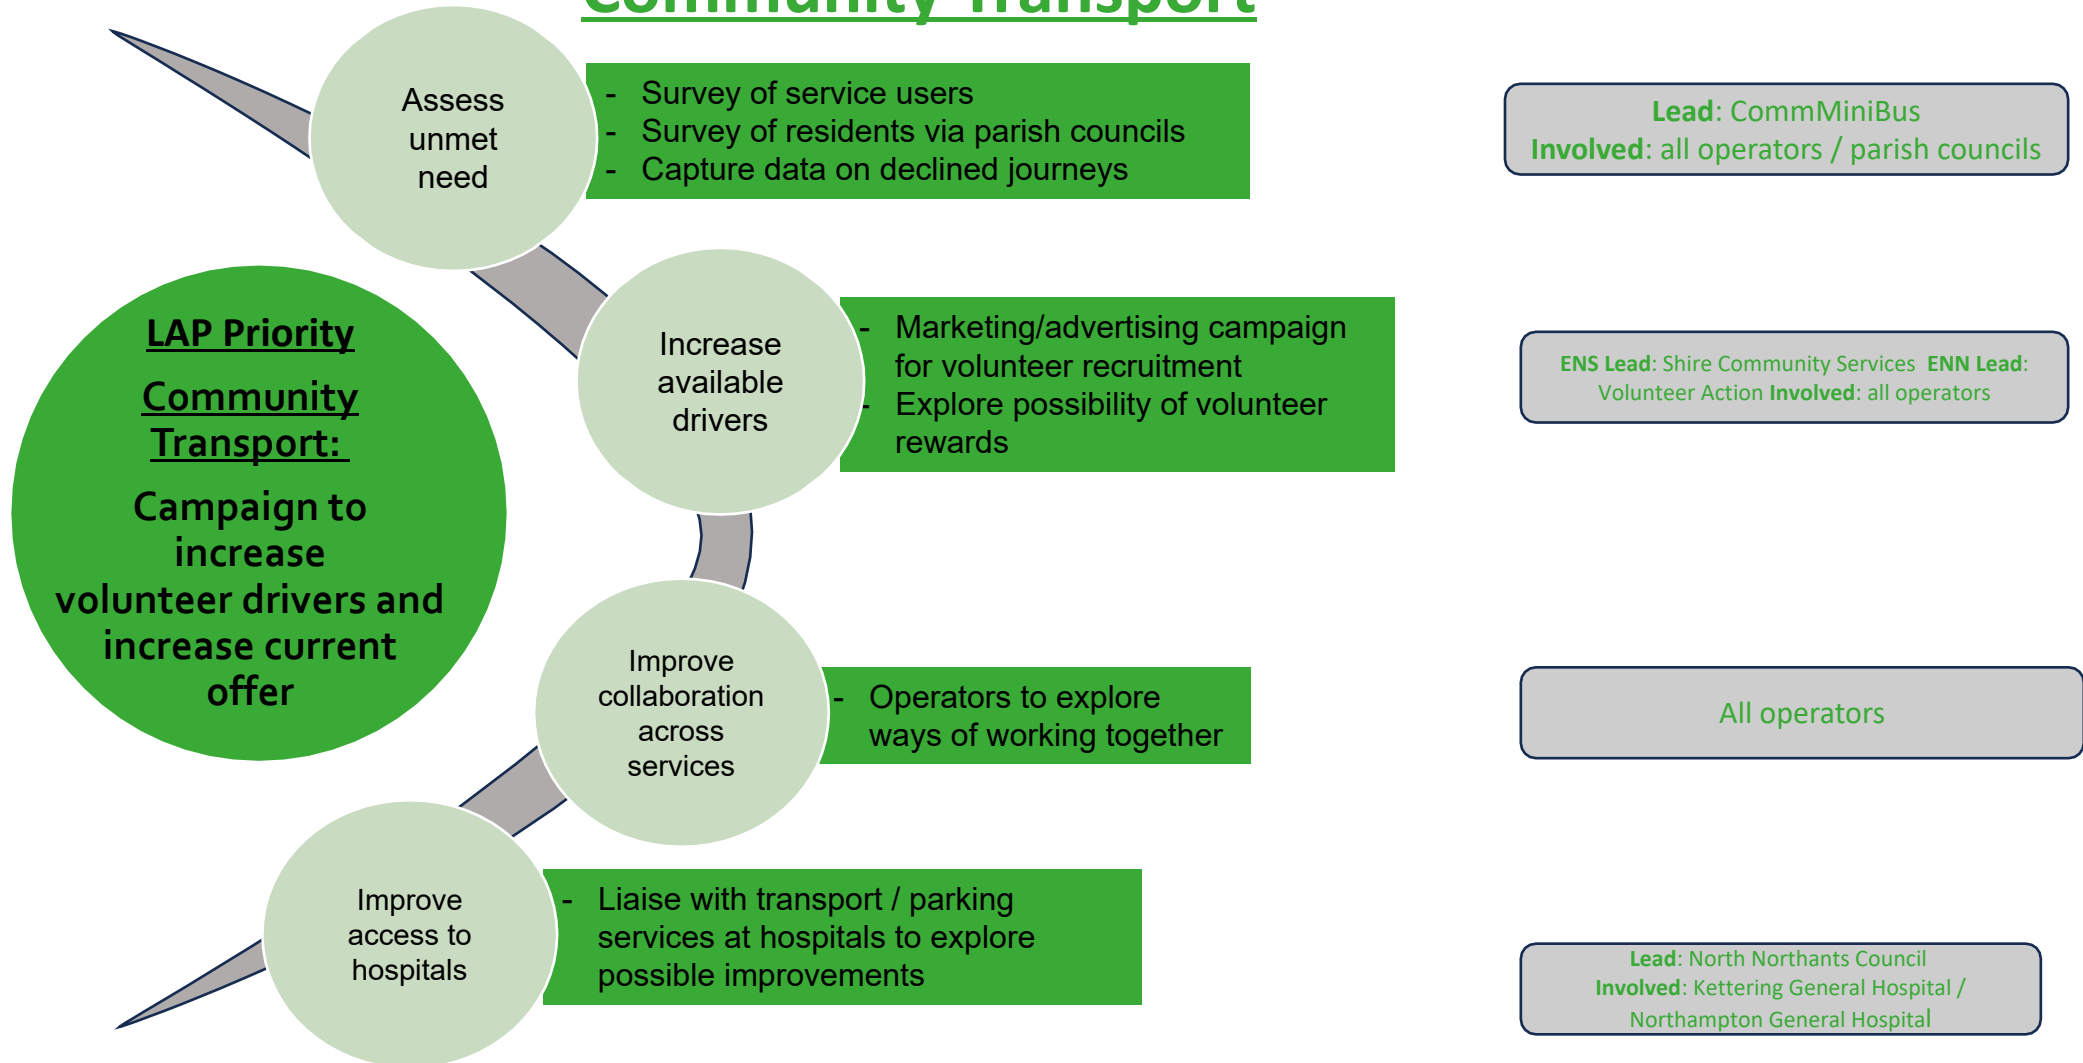 Community Transport
Assess
unmet
need
- Survey of service users
- Survey of residents via parish councils
- Capture data on declined journeys
Lead: CommMiniBus
Involved: all operators / parish councils
LAP Priority
Community
Transport:
Campaign to
increase
volunteer drivers and
increase current
offer
Increase
available
drivers
- Marketing/advertising campaign
for volunteer recruitment
- Explore possibility of volunteer
rewards
ENS Lead: Shire Community Services ENN Lead:
Volunteer Action Involved: all operators
Improve
collaboration
across
services
- Operators to explore
ways of working together
All operators
Improve
access to
hospitals
- Liaise with transport / parking
services at hospitals to explore
possible improvements
Lead: North Northants Council
Involved: Kettering General Hospital /
Northampton General Hospital